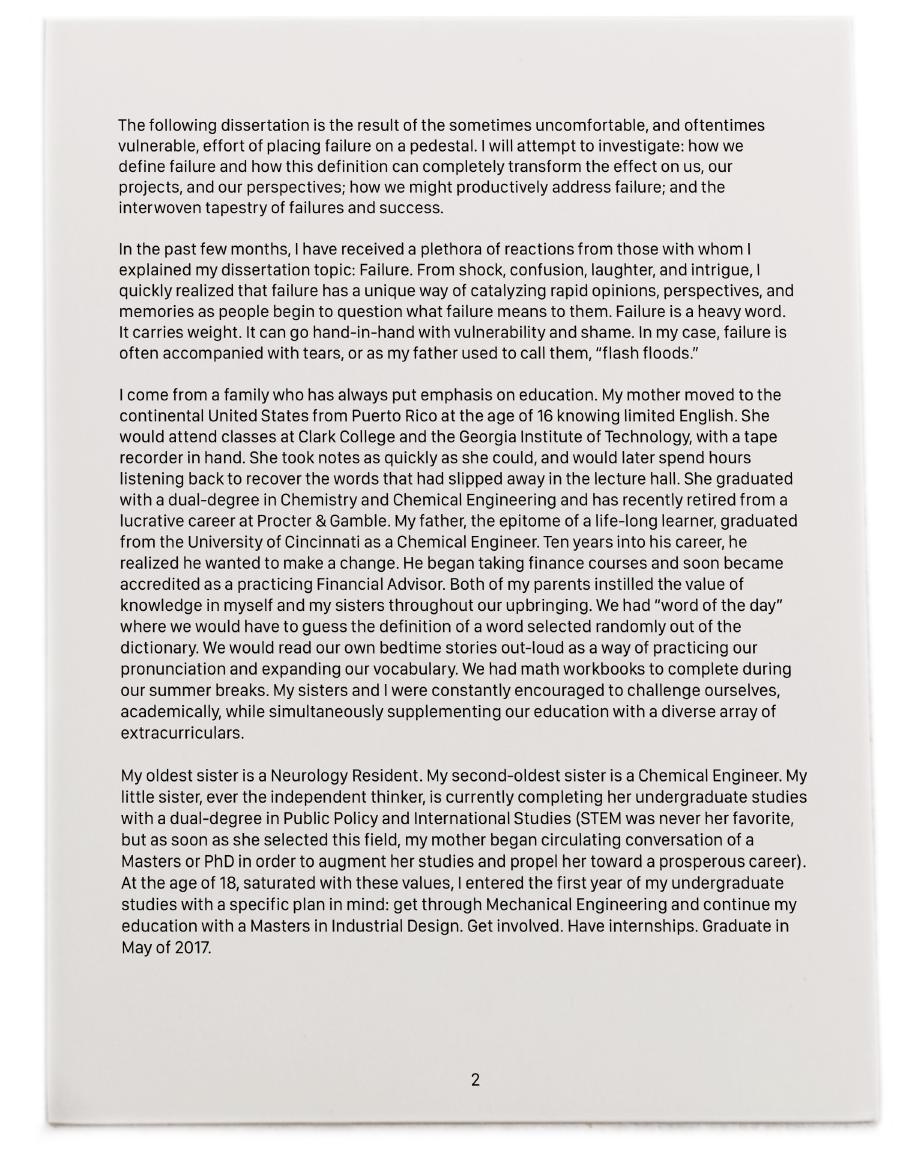 The following dissertation is the result of the sometimes uncomfortable, and oftentimes
vulnerable, effort of placing failure on a pedestal. I will attempt to investigate: how we
define failure and how this definition can completely transform the effect on us, our
projects, and our perspectives; how we might productively address failure; and the
interwoven tapestry of failures and success.

In the past few months, I have received a plethora of reactions from those with whom I
explained my dissertation topic: Failure. From shock, confusion, laughter, and intrigue, I
quickly realized that failure has a unique way of catalyzing rapid opinions, perspectives, and
memories as people begin to question what failure means to them. Failure is a heavy word.
It carries weight. It can go hand-in-hand with vulnerability and shame. In my case, failure is
often accompanied with tears, or as my father used to call them, “flash floods.”

I come from a family who has always put emphasis on education. My mother moved to the
continental United States from Puerto Rico at the age of 16 knowing limited English. She
would attend classes at Clark College and the Georgia Institute of Technology, with a tape
recorder in hand. She took notes as quickly as she could, and would later spend hours
listening back to recover the words that had slipped away in the lecture hall. She graduated
with a dual-degree in Chemistry and Chemical Engineering and has recently retired from a
lucrative career at Procter & Gamble. My father, the epitome of a life-long learner, graduated
from the University of Cincinnati as a Chemical Engineer. Ten years into his career, he
realized he wanted to make a change. He began taking finance courses and soon became
accredited as a practicing Financial Advisor. Both of my parents instilled the value of
knowledge in myself and my sisters throughout our upbringing. We had “word of the day”
where we would have to guess the definition of a word selected randomly out of the
dictionary. We would read our own bedtime stories out-loud as a way of practicing our
pronunciation and expanding our vocabulary. We had math workbooks to complete during
our summer breaks. My sisters and I were constantly encouraged to challenge ourselves,
academically, while simultaneously supplementing our education with a diverse array of
extracurriculars.

My oldest sister is a Neurology Resident. My second-oldest sister is a Chemical Engineer. My
little sister, ever the independent thinker, is currently completing her undergraduate studies
with a dual-degree in Public Policy and International Studies (STEM was never her favorite,
but as soon as she selected this field, my mother began circulating conversation of a
Masters or PhD in order to augment her studies and propel her toward a prosperous career).
At the age of 18, saturated with these values, I entered the first year of my undergraduate
studies with a specific plan in mind: get through Mechanical Engineering and continue my
education with a Masters in Industrial Design. Get involved. Have internships. Graduate in
May of 2017.

2